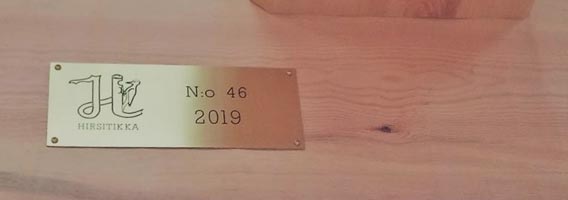 H
HIRSITIKKA
N:o 46
2019